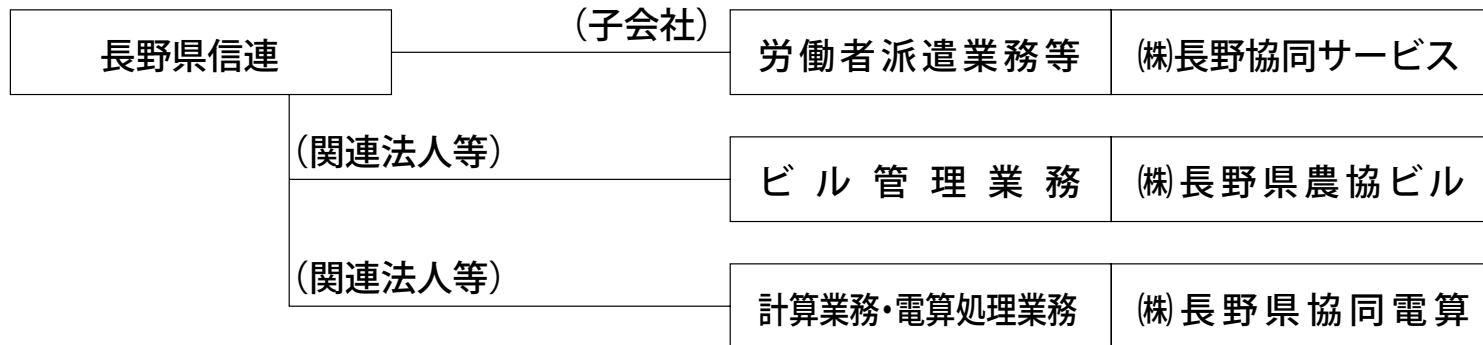 長野県信連
（子会社）
労働者派遣業務等 ㈱長野協同サービス
（関連法人等）
ビル管理業務 ㈱長野県農協ビル
（関連法人等）
計算業務・電算処理業務 ㈱長野県協同電算